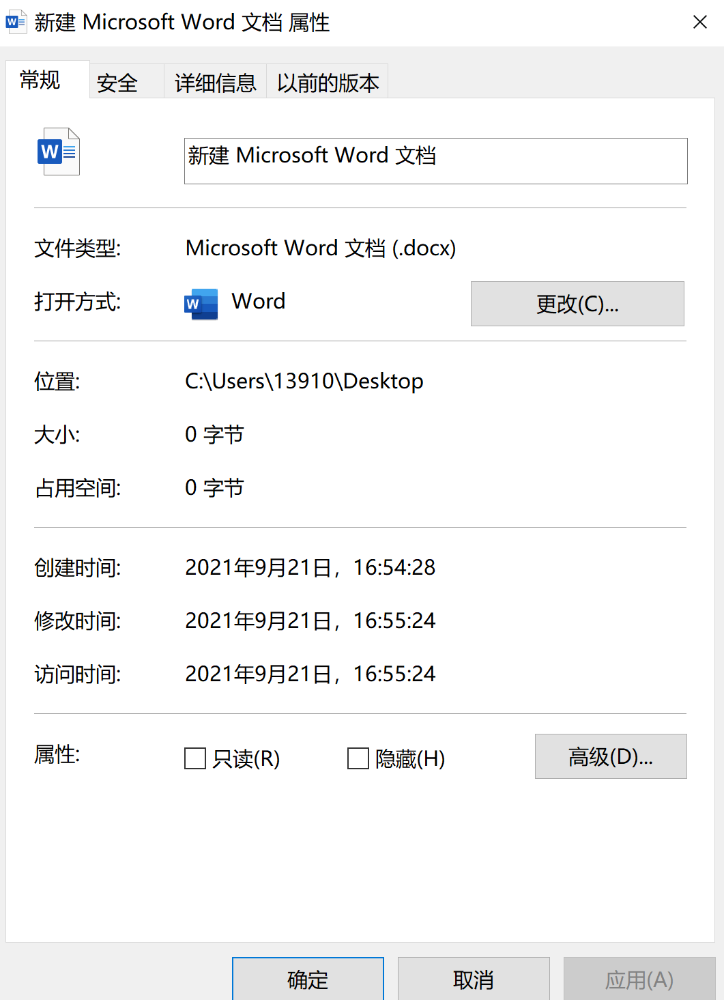 新建 Microsoft Word 文档 属性
常规 安全 详细信息 以前的版本
W
新建 Microsoft Word 文档
文件类型: Microsoft Word 文档 (.docx)
打开方式: W Word 更改(C)...
位置: C:\Users\13910\Desktop
大小: 0 字节
占用空间: 0 字节
创建时间: 2021年9月21日，16:54:28
修改时间: 2021年9月21日，16:55:24
访问时间: 2021年9月21日，16:55:24
属性: 只读(R) 隐藏(H) 高级(D)...
确定 取消 应用(A)